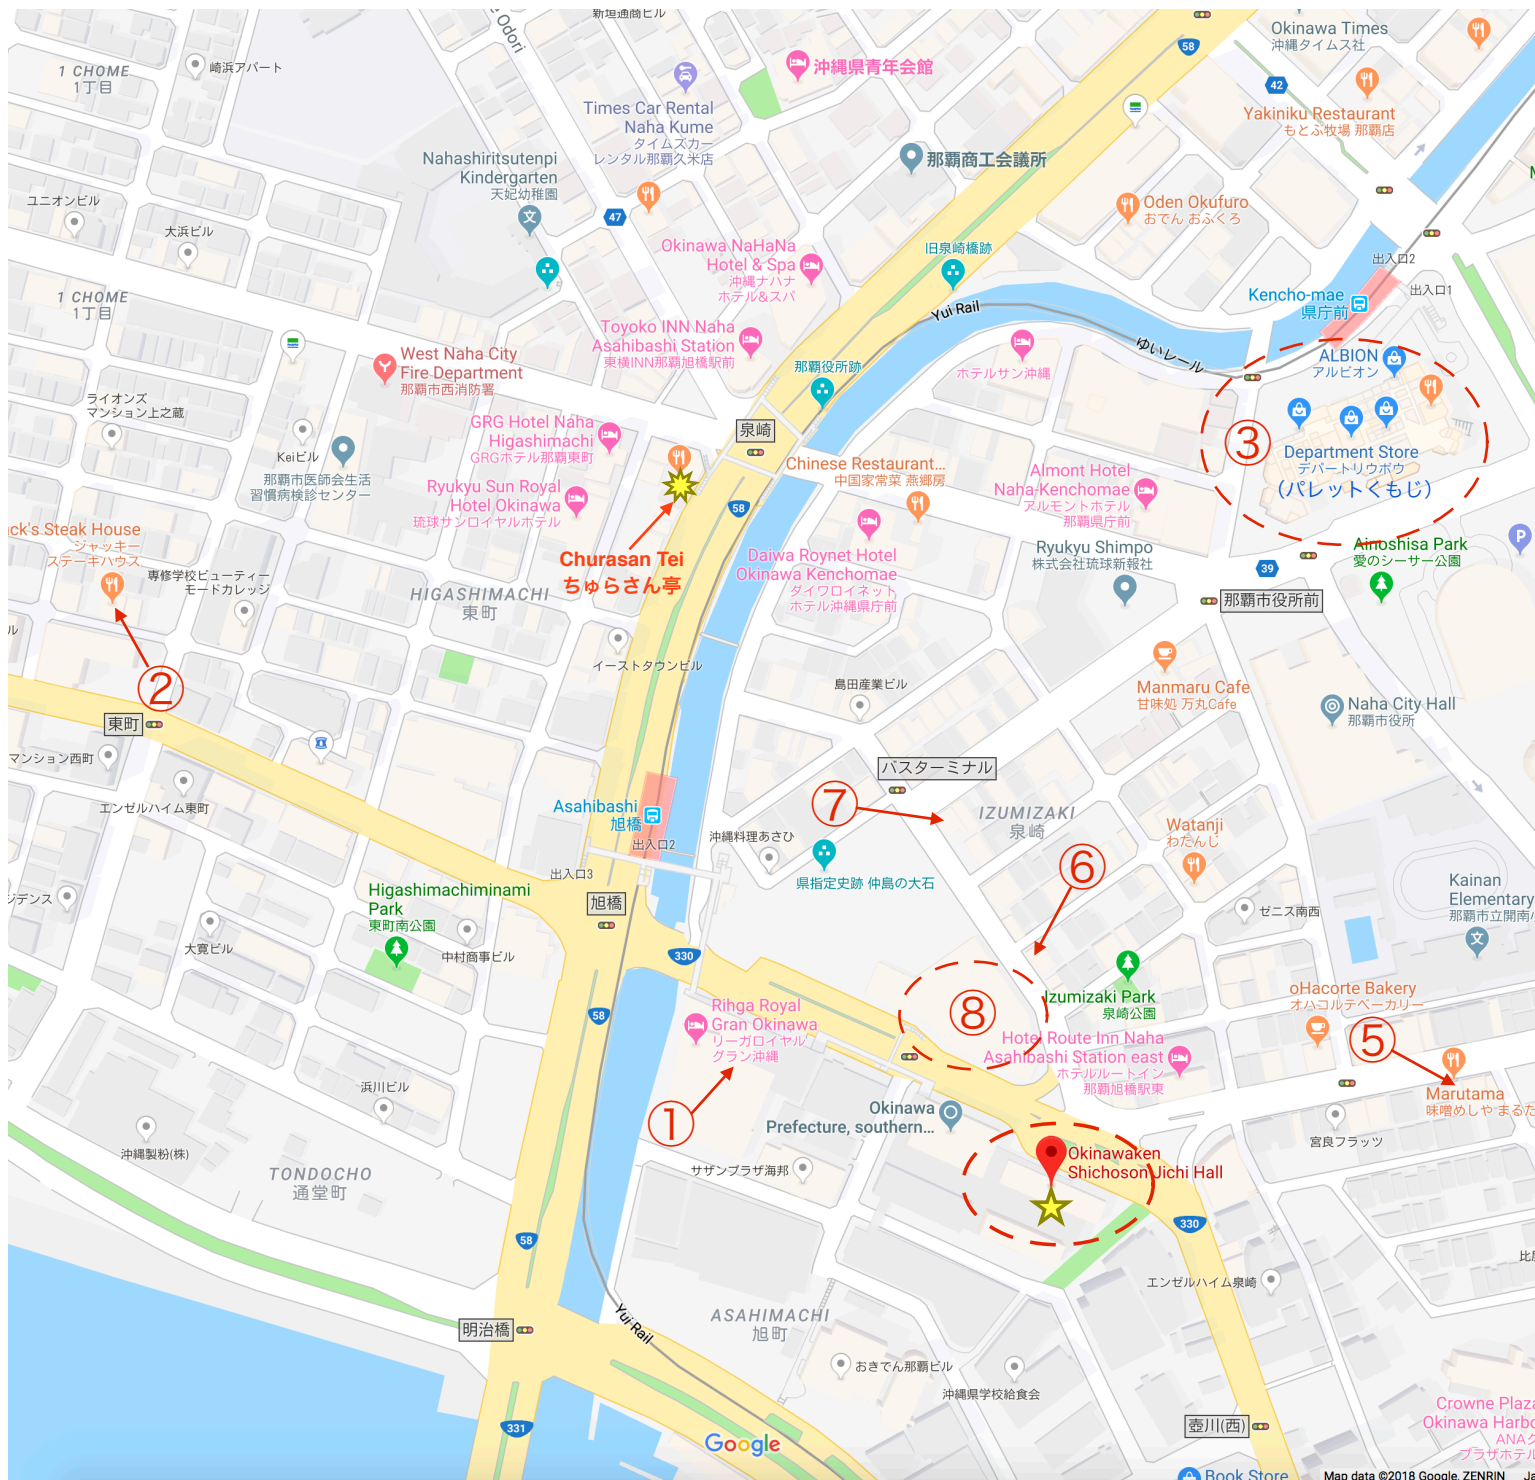 新垣通商ビル
Odori
58
Okinawa Times
沖縄タイムス社
1 CHOME
1丁目
崎浜アパート
沖縄県青年会館
Times Car Rental
Naha Kume
タイムズカー
レンタル那覇久米店
42
Yakiniku Restaurant
もとぶ牧場 那覇店
Nahashiritsutenpi
Kindergarten
天妃幼稚園
那覇商工会議所
ユニオンビル
大浜ビル
47
Oden Okufuro
おでん おふくろ
Okinawa NaHaNa
Hotel & Spa
沖縄ナハナ
ホテル&スパ
旧泉崎橋跡
出入口2
出入口1
Kencho-mae
県庁前
1 CHOME
1丁目
Yui Rail
ゆいレール
Toyoko INN Naha
Asahibashi Station
東横INN那覇旭橋駅前
West Naha City
Fire Department
那覇市西消防署
那覇役所跡
ホテルサン沖縄
ALBION
アルビオン
ライオンズ
マンション上之蔵
GRG Hotel Naha
Higashimachi
GRGホテル那覇東町
泉崎
③
Department Store
デパートリウボウ
(パレットくもじ)
Keiビル
那覇市医師会生活
習慣病検診センター
Ryukyu Sun Royal
Hotel Okinawa
琉球サンロイヤルホテル
58
Chinese Restaurant...
中国家常菜 燕郷房
Almont Hotel
Naha-Kenchomae
アルモントホテル
那覇県庁前
ck's Steak House
ジャッキー
ステーキハウス
専修学校ビューティー
モードカレッジ
Churasan Tei
ちゅらさん亭
Daiwa Roynet Hotel
Okinawa Kenchomae
ダイワロイネット
ホテル沖縄県庁前
Ryukyu Shimpo
株式会社琉球新報社
39
Ainoshisa Park
愛のシーサー公園
P
HIGASHIMACHI
東町
那覇市役所前
ル
イーストタウンビル
②
島田産業ビル
Manmaru Cafe
甘味処 万丸Cafe
Naha City Hall
那覇市役所
東町
マンション西町
バスターミナル
エンゼルハイム東町
Asahibashi
旭橋
出入口2
⑦
沖縄料理あさひ
IZUMIZAKI
泉崎
Watanji
わたんじ
県指定史跡 仲島の大石
⑥
出入口3
Higashimachiminami
Park
東町南公園
旭橋
Kainan
Elementary
那覇市立開南小
ジデンス
大寛ビル
中村商事ビル
ゼニス南西
330
58
Rihga Royal
Gran Okinawa
リーガロイヤル
グラン沖縄
⑧
Izumizaki Park
泉崎公園
oHacorte Bakery
オハコルテベーカリー
⑤
Hotel Route Inn Naha
Asahibashi Station east
ホテルルートイン
那覇旭橋駅東
Marutama
味噌めしや まるた
浜川ビル
①
Okinawa
Prefecture, southern...
宮良フラッツ
沖縄製粉(株)
サザンプラザ海邦
Okinawaken
Shichoson Jichi Hall
TONDOCHO
通堂町
330
58
エンゼルハイム泉崎
比屋
ASAHIMACHI
旭町
Yui Rail
明治橋
おきでん那覇ビル
沖縄県学校給食会
331
壺川(西)
Crowne Plaza
Okinawa Harbo
ANAク
プラザホテル
Google
Book Store
Map data ©2018 Google, ZENRIN